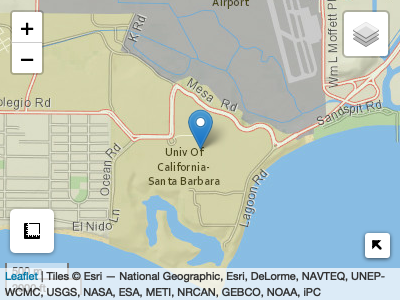 Airport
+
−
K Rd
Wm L Moffett Pl
Mesa Rd
Sandspit Rd
olegio Rd
Univ Of
California-
Santa Barbara
Ocean Rd
Lagoon Rd
El Nido
Ln
Leaflet | Tiles © Esri — National Geographic, Esri, DeLorme, NAVTEQ, UNEP-
WCMC, USGS, NASA, ESA, METI, NRCAN, GEBCO, NOAA, iPC